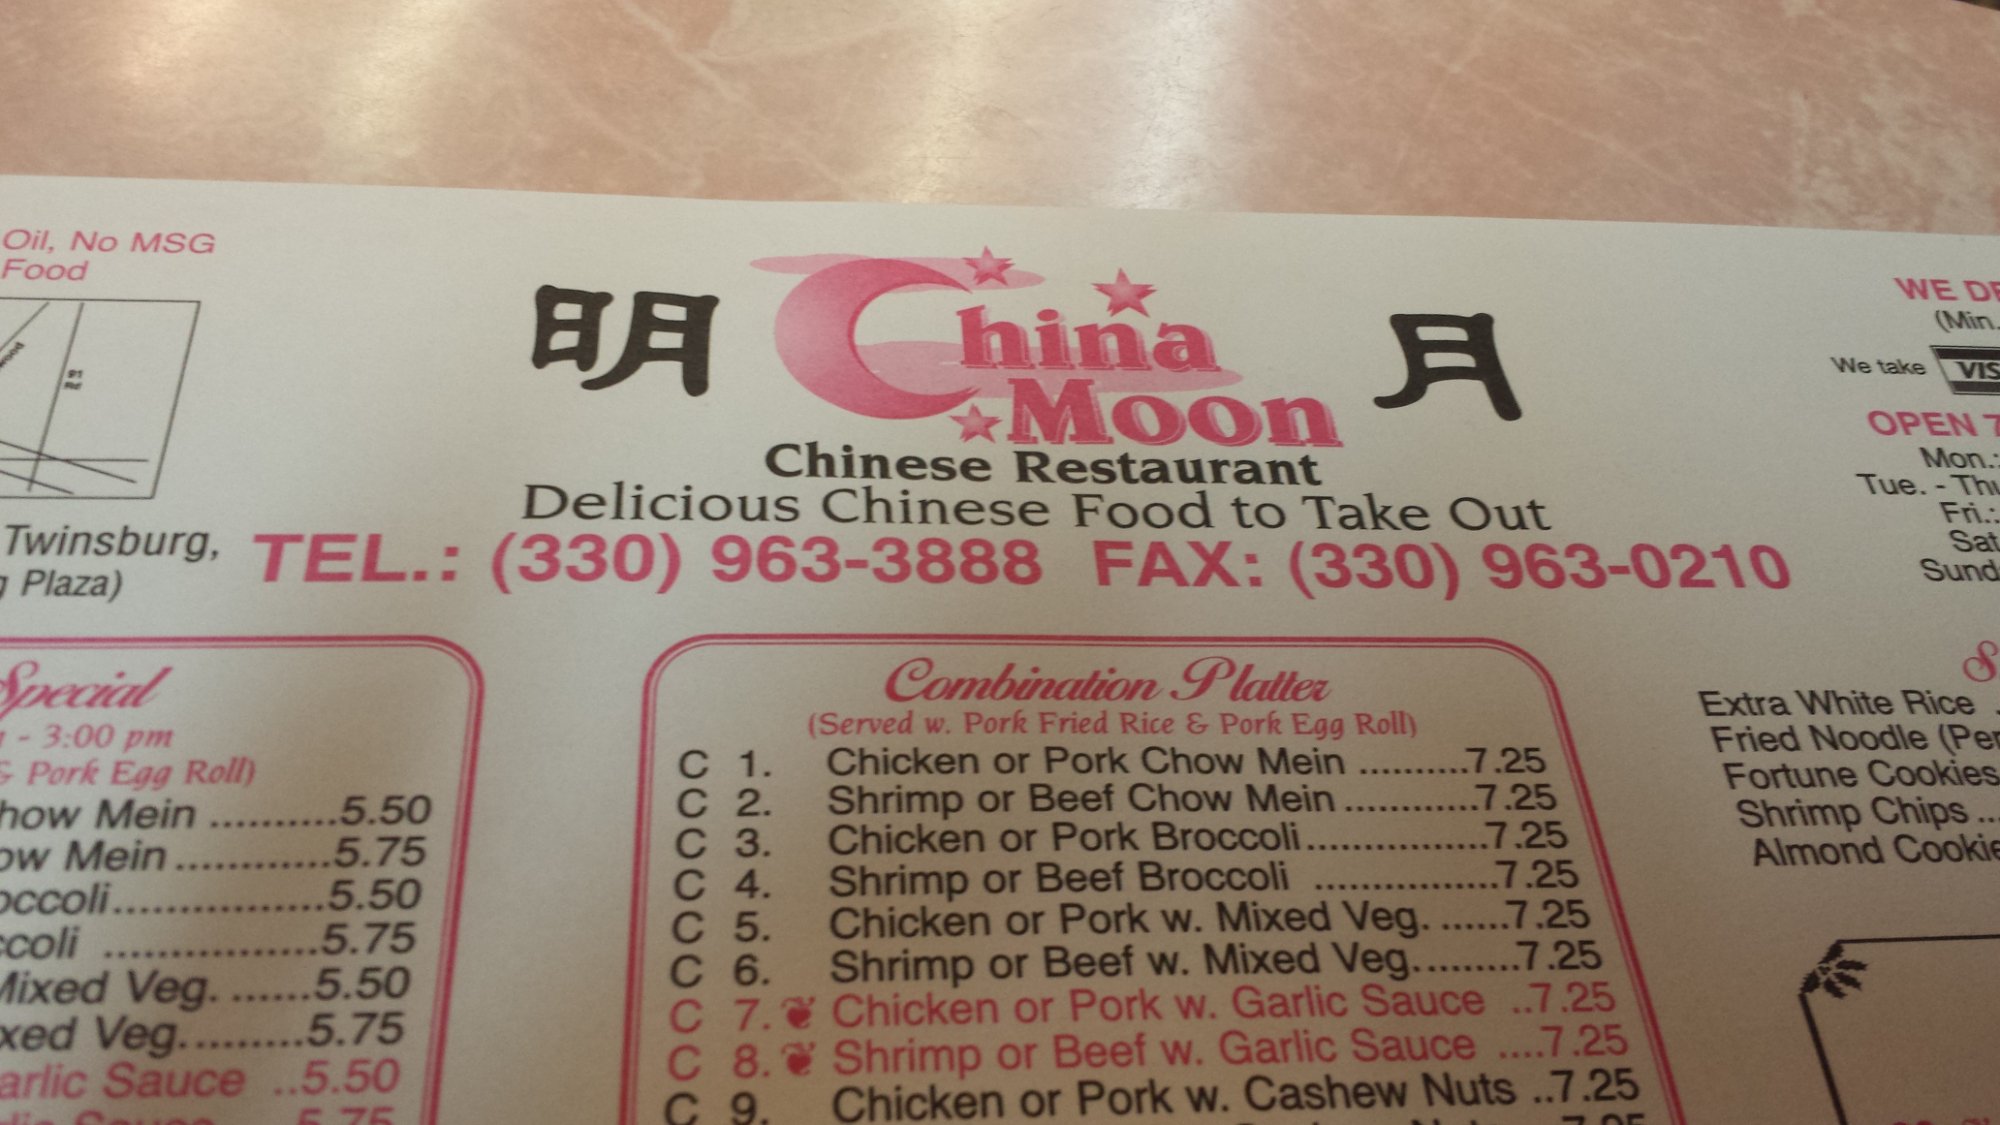 Oil, No MSG
Food
91
Rd
Twinsburg,
Plaza)
明 China 月
Moon
Chinese Restaurant
Delicious Chinese Food to Take Out
TEL.: (330) 963-3888 FAX: (330) 963-0210
WE DE
(Min.
We take VIS
OPEN 7
Mon.:
Tue. - Thu
Fri.:
Sat
Sund
Special
- 3:00 pm
& Pork Egg Roll)
how Mein ..........5.50
ow Mein............5.75
occoli................5.50
ccoli ................5.75
Mixed Veg. ......5.50
xed Veg..........5.75
arlic Sauce ..5.50
5.75
Combination Platter
(Served w. Pork Fried Rice & Pork Egg Roll)
C 1. Chicken or Pork Chow Mein ..........7.25
C 2. Shrimp or Beef Chow Mein............7.25
C 3. Chicken or Pork Broccoli................7.25
C 4. Shrimp or Beef Broccoli ................7.25
C 5. Chicken or Pork w. Mixed Veg. ......7.25
C 6. Shrimp or Beef w. Mixed Veg..........7.25
C 7. Chicken or Pork w. Garlic Sauce ..7.25
C 8. Shrimp or Beef w. Garlic Sauce ....7.25
C 9. Chicken or Pork w. Cashew Nuts ..7.25
Extra White Rice
Fried Noodle (Per
Fortune Cookies
Shrimp Chips...
Almond Cookie